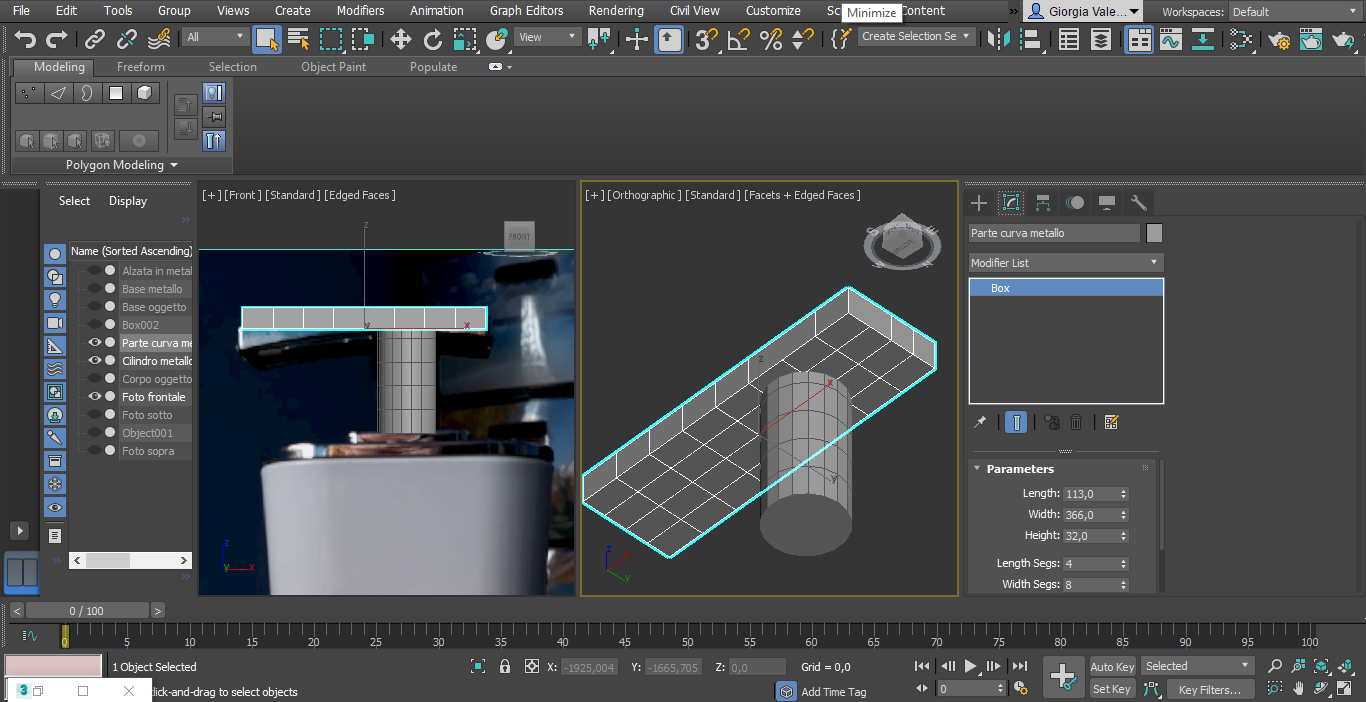 File Edit Tools Group Views Create Modifiers Animation Graph Editors Rendering Civil View Customize Sc Content » Giorgia Vale... Workspaces: Default
Minimize
All View Create Selection Se
Modeling Freeform Selection Object Paint Populate
Polygon Modeling
Select Display
Name (Sorted Ascending)
Alzata in metal
Base metallo
Base oggetto
Box002
Parte curva me
Cilindro metallo
Corpo oggetto
Foto frontale
Foto sotto
Object001
Foto sopra
[+] [Front ] [Standard ] [Edged Faces ]
FRONT
z
y x
z
y x
[+] [Orthographic ] [Standard ] [Facets + Edged Faces ]
z
x
y
z
x
y
Parte curva metallo
Modifier List
Box
Parameters
Length: 113,0
Width: 366,0
Height: 32,0
Length Segs: 4
Width Segs: 8
< 0 / 100 >
0 5 10 15 20 25 30 35 40 45 50 55 60 65 70 75 80 85 90 95 100
1 Object Selected X: -1925,004 Y: -1665,705 Z: 0,0 Grid = 0,0 Auto Key Selected
3 click-and-drag to select objects Add Time Tag 0 Set Key Key Filters...